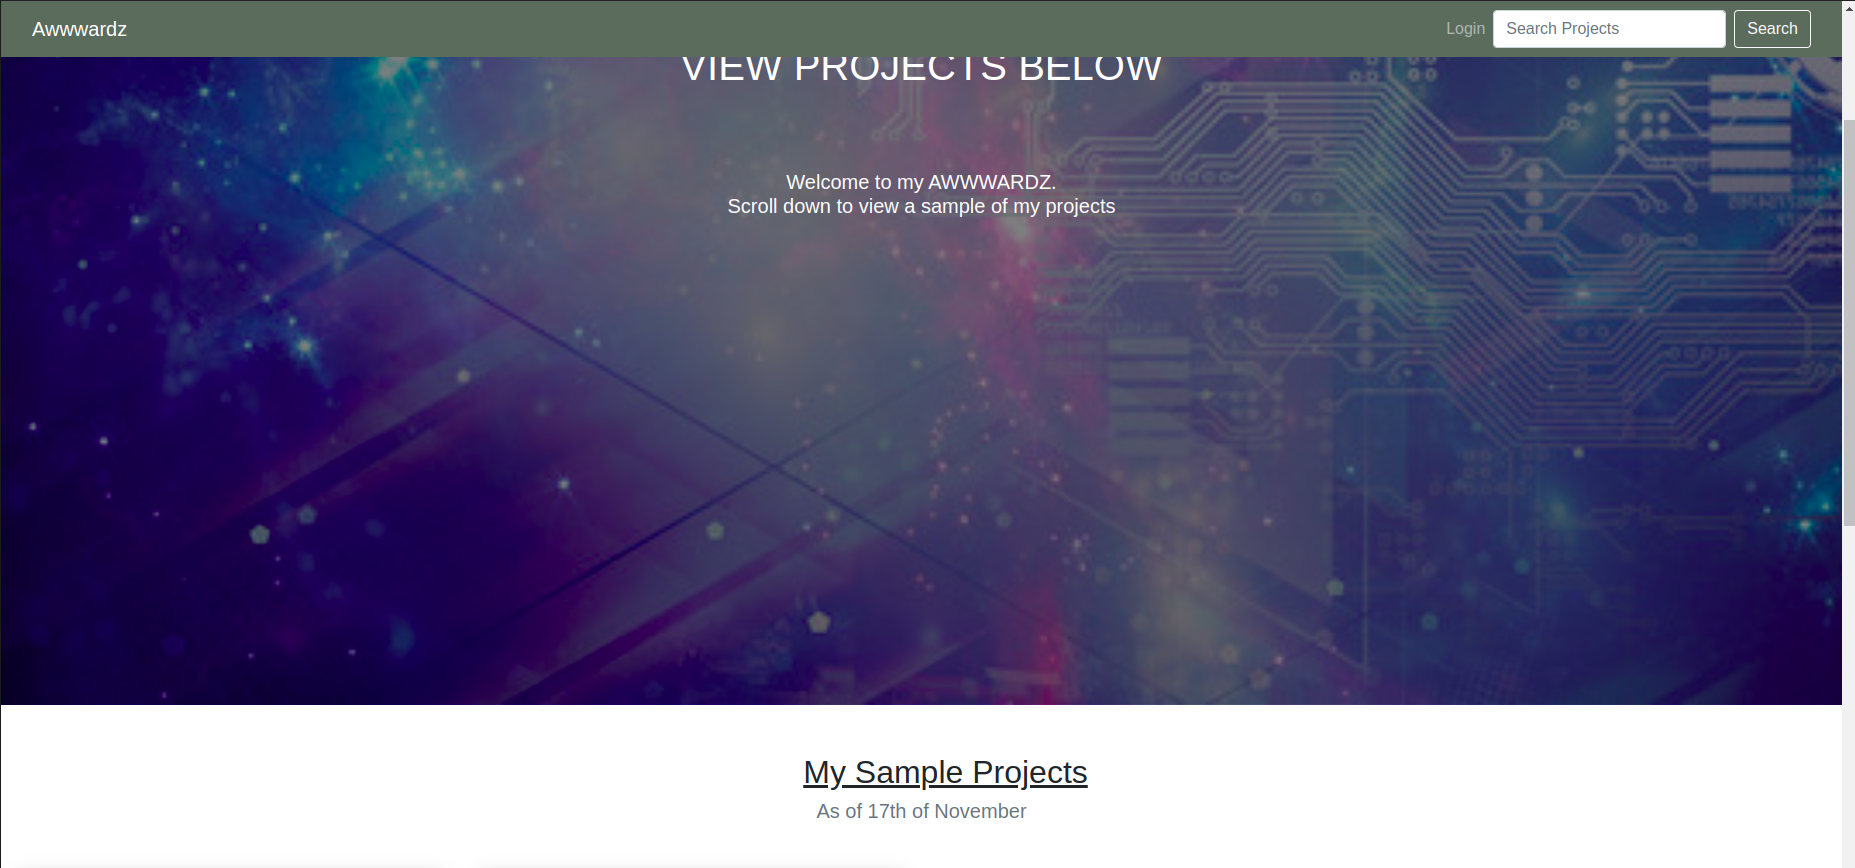 Awwwardz
Login
Search Projects
Search
VIEW PROJECTS BELOW
Welcome to my AWWWARDZ.
Scroll down to view a sample of my projects
My Sample Projects
As of 17th of November